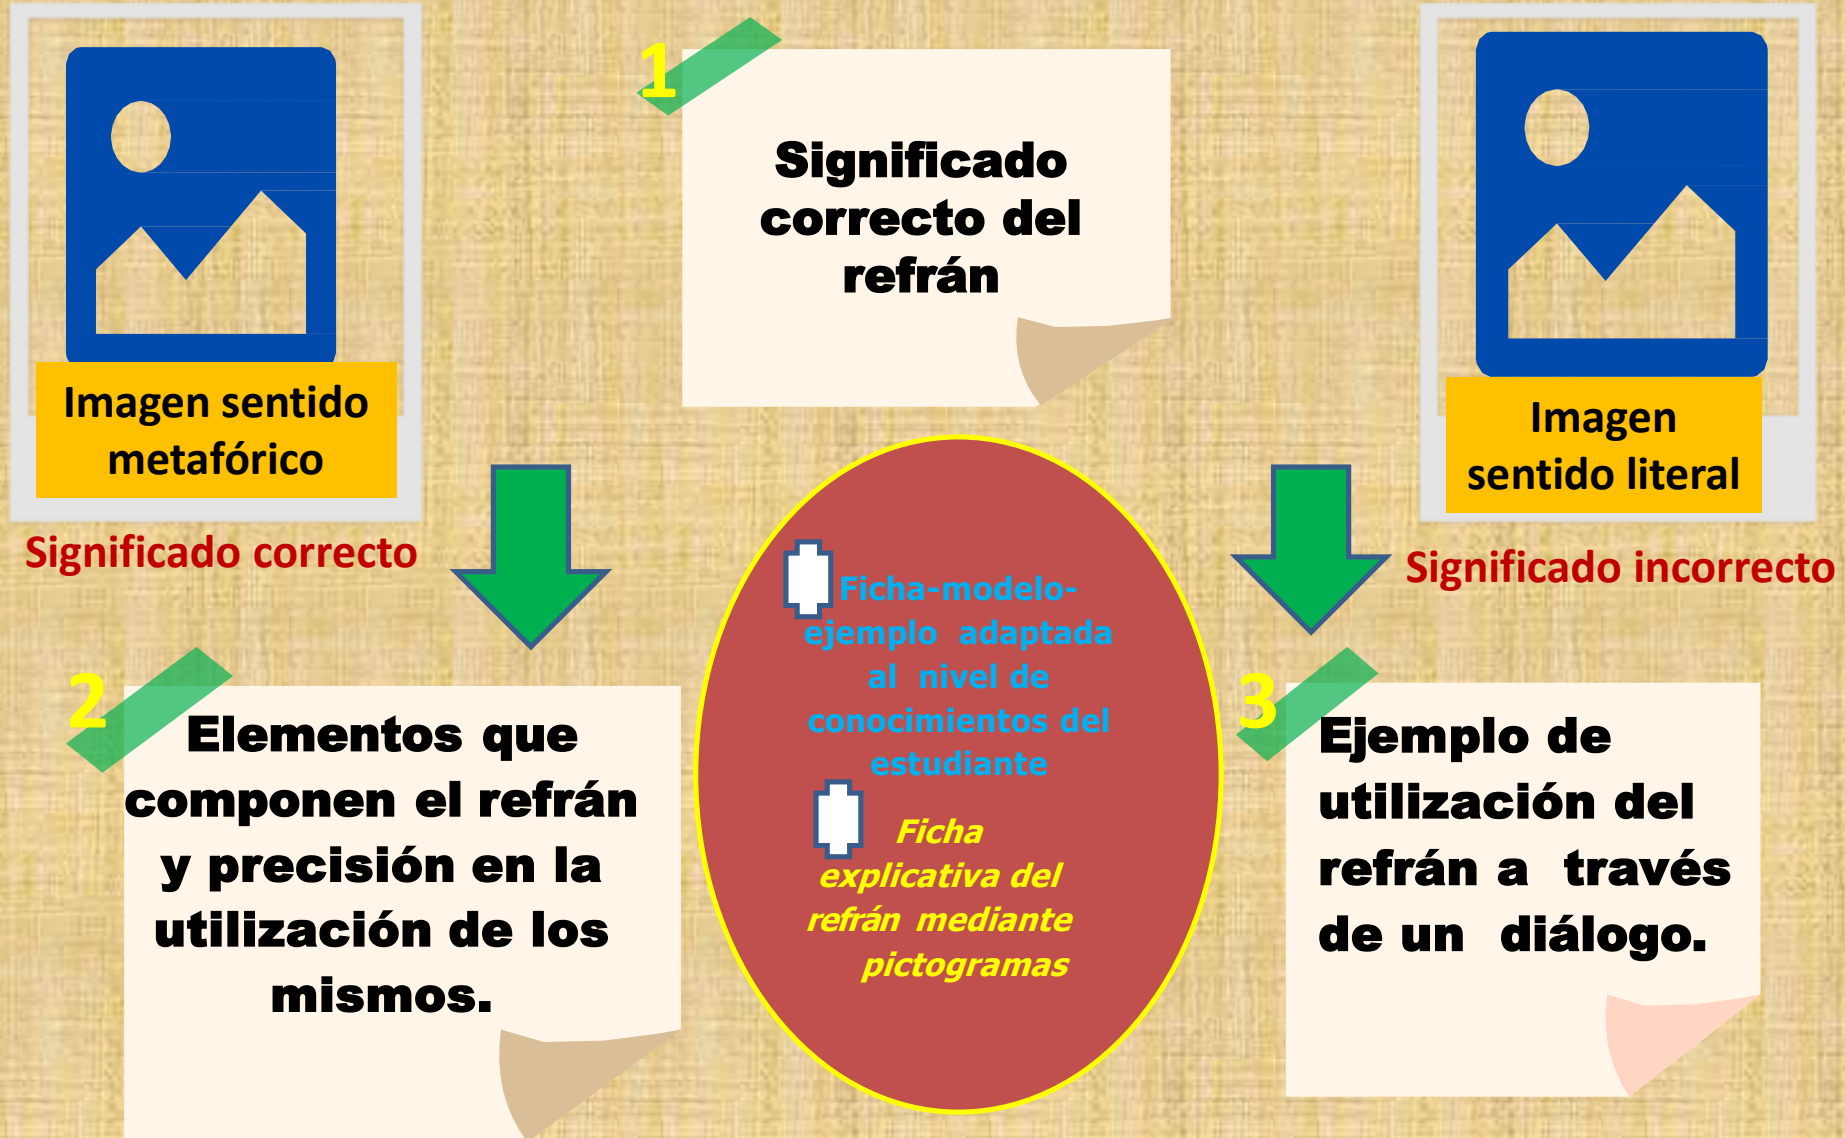 1
Significado
correcto del
refrán
Imagen sentido
metafórico
Significado correcto
Imagen
sentido literal
Significado incorrecto
Ficha-modelo-
ejemplo adaptada
al nivel de
conocimientos del
estudiante
Ficha
explicativa del
refrán mediante
pictogramas
2
Elementos que
componen el refrán
y precisión en la
utilización de los
mismos.
3
Ejemplo de
utilización del
refrán a través
de un diálogo.